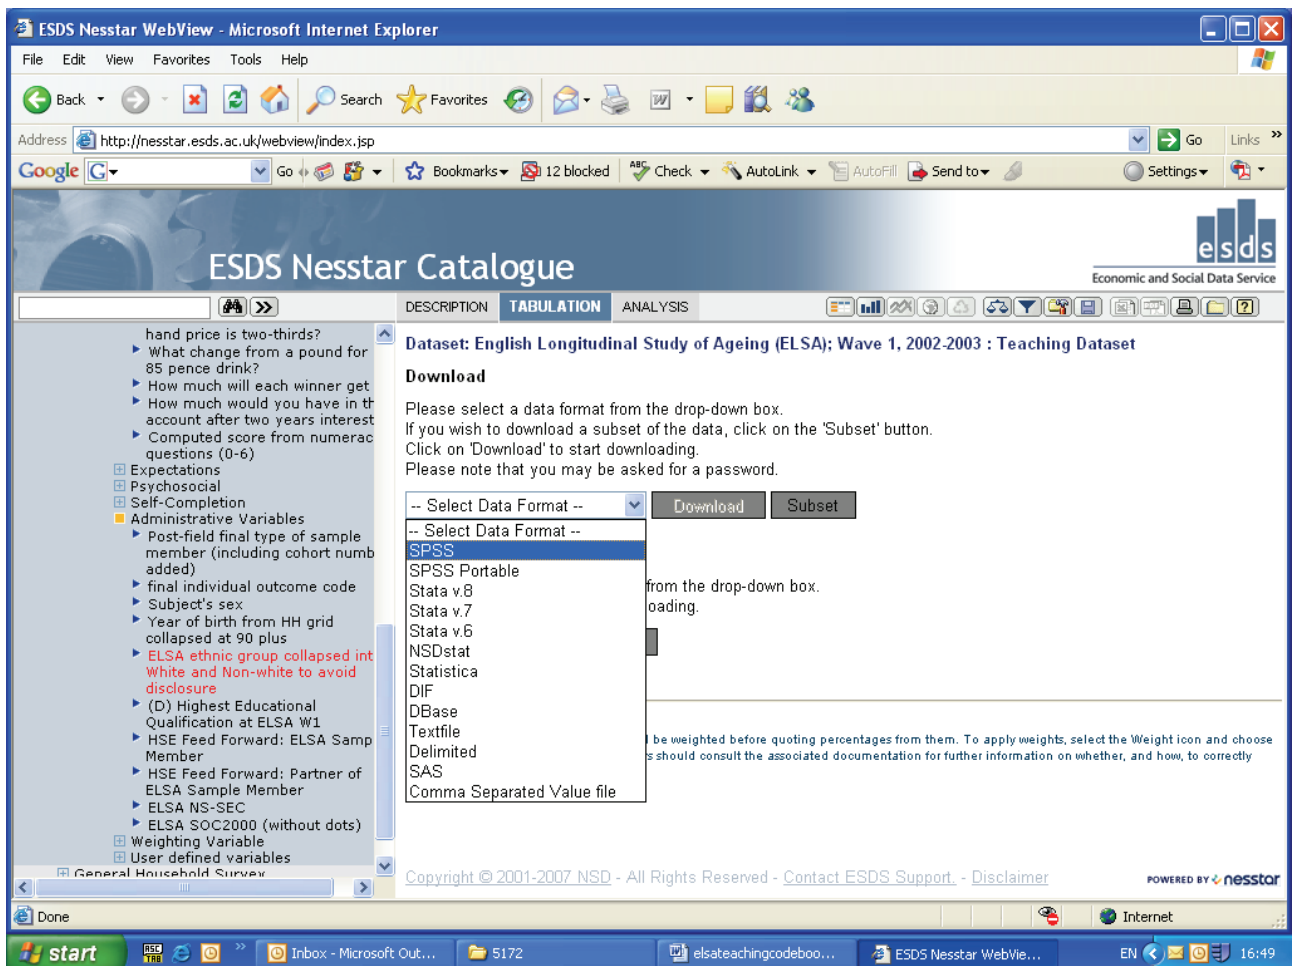 ESDS Nesstar WebView - Microsoft Internet Explorer
File Edit View Favorites Tools Help
Back Search Favorites
Address http://nesstar.esds.ac.uk/webview/index.jsp Go Links »
Google G Go Bookmarks 12 blocked ABC Check AutoLink AutoFill Send to Settings
ESDS Nesstar Catalogue
esds
Economic and Social Data Service
DESCRIPTION TABULATION ANALYSIS
hand price is two-thirds?
What change from a pound for
85 pence drink?
How much will each winner get
How much would you have in th
account after two years interest
Computed score from numerac
questions (0-6)
Expectations
Psychosocial
Self-Completion
Administrative Variables
Post-field final type of sample
member (including cohort numb
added)
final individual outcome code
Subject's sex
Year of birth from HH grid
collapsed at 90 plus
ELSA ethnic group collapsed int
White and Non-white to avoid
disclosure
(D) Highest Educational
Qualification at ELSA W1
HSE Feed Forward: ELSA Samp
Member
HSE Feed Forward: Partner of
ELSA Sample Member
ELSA NS-SEC
ELSA SOC2000 (without dots)
Weighting Variable
User defined variables
General Household Survey
Dataset: English Longitudinal Study of Ageing (ELSA); Wave 1, 2002-2003 : Teaching Dataset
Download
Please select a data format from the drop-down box.
If you wish to download a subset of the data, click on the 'Subset' button.
Click on 'Download' to start downloading.
Please note that you may be asked for a password.
-- Select Data Format -- Download Subset
-- Select Data Format --
SPSS
SPSS Portable
Stata v.8
Stata v.7
Stata v.6
NSDstat
Statistica
DIF
DBase
Textfile
Delimited
SAS
Comma Separated Value file
from the drop-down box.
oading.
be weighted before quoting percentages from them. To apply weights, select the Weight icon and choose
s should consult the associated documentation for further information on whether, and how, to correctly
Copyright © 2001-2007 NSD - All Rights Reserved - Contact ESDS Support. - Disclaimer
POWERED BY nesstar
Done Internet
start Inbox - Microsoft Out... 5172 elsateachingcodeboo... ESDS Nesstar WebVie... EN 16:49